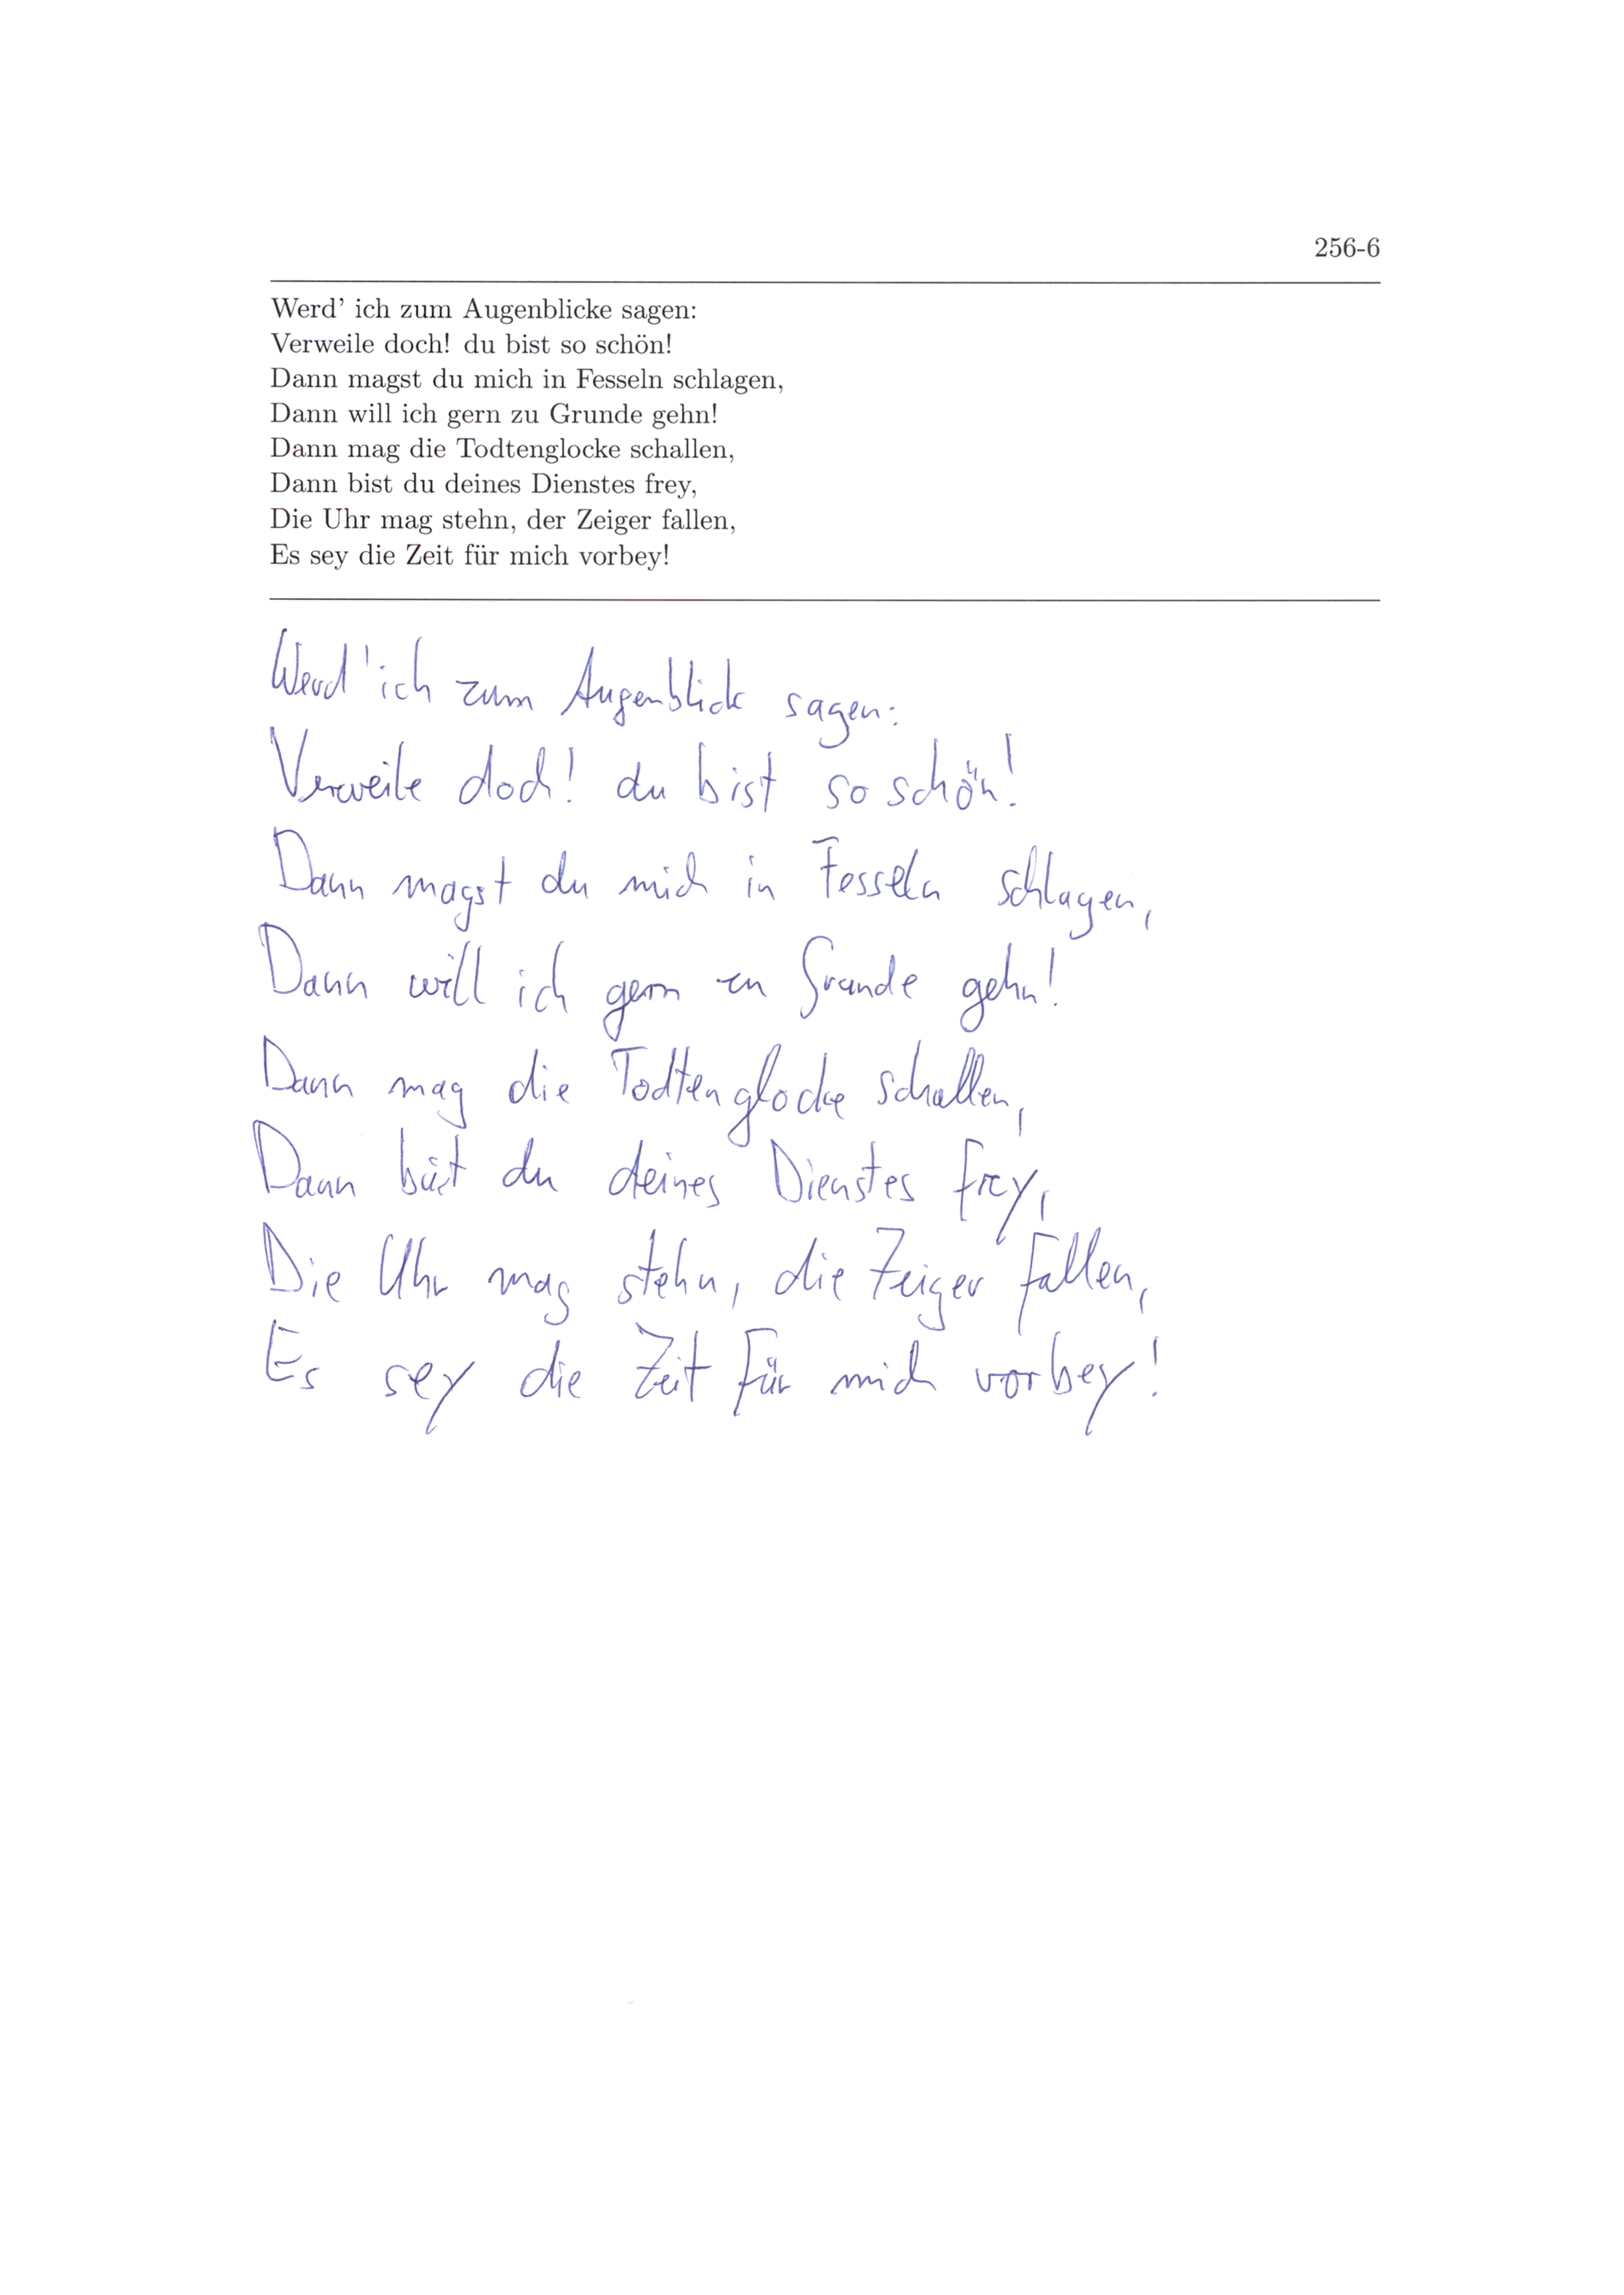 256-6
Werd' ich zum Augenblicke sagen:
Verweile doch! du bist so schön!
Dann magst du mich in Fesseln schlagen,
Dann will ich gern zu Grunde gehn!
Dann mag die Todtenglocke schallen,
Dann bist du deines Dienstes frey,
Die Uhr mag stehn, der Zeiger fallen,
Es sey die Zeit für mich vorbey!
Werd' ich zum Augenblick sagen:
Verweile doch! du bist so schön!
Dann magst du mich in Fesseln schlagen,
Dann will ich gern zu Grunde gehn!
Dann mag die Todtenglocke schallen,
Dann bist du deines Dienstes frey,
Die Uhr mag stehn, die Zeiger fallen,
Es sey die Zeit für mich vorbey!